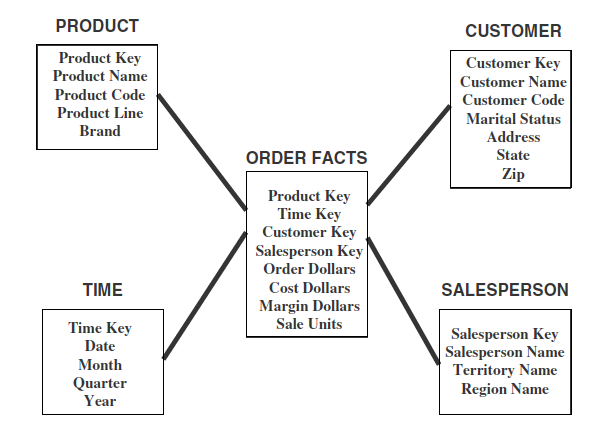 PRODUCT
Product Key
Product Name
Product Code
Product Line
Brand
CUSTOMER
Customer Key
Customer Name
Customer Code
Marital Status
Address
State
Zip
ORDER FACTS
Product Key
Time Key
Customer Key
Salesperson Key
Order Dollars
Cost Dollars
Margin Dollars
Sale Units
TIME
Time Key
Date
Month
Quarter
Year
SALESPERSON
Salesperson Key
Salesperson Name
Territory Name
Region Name